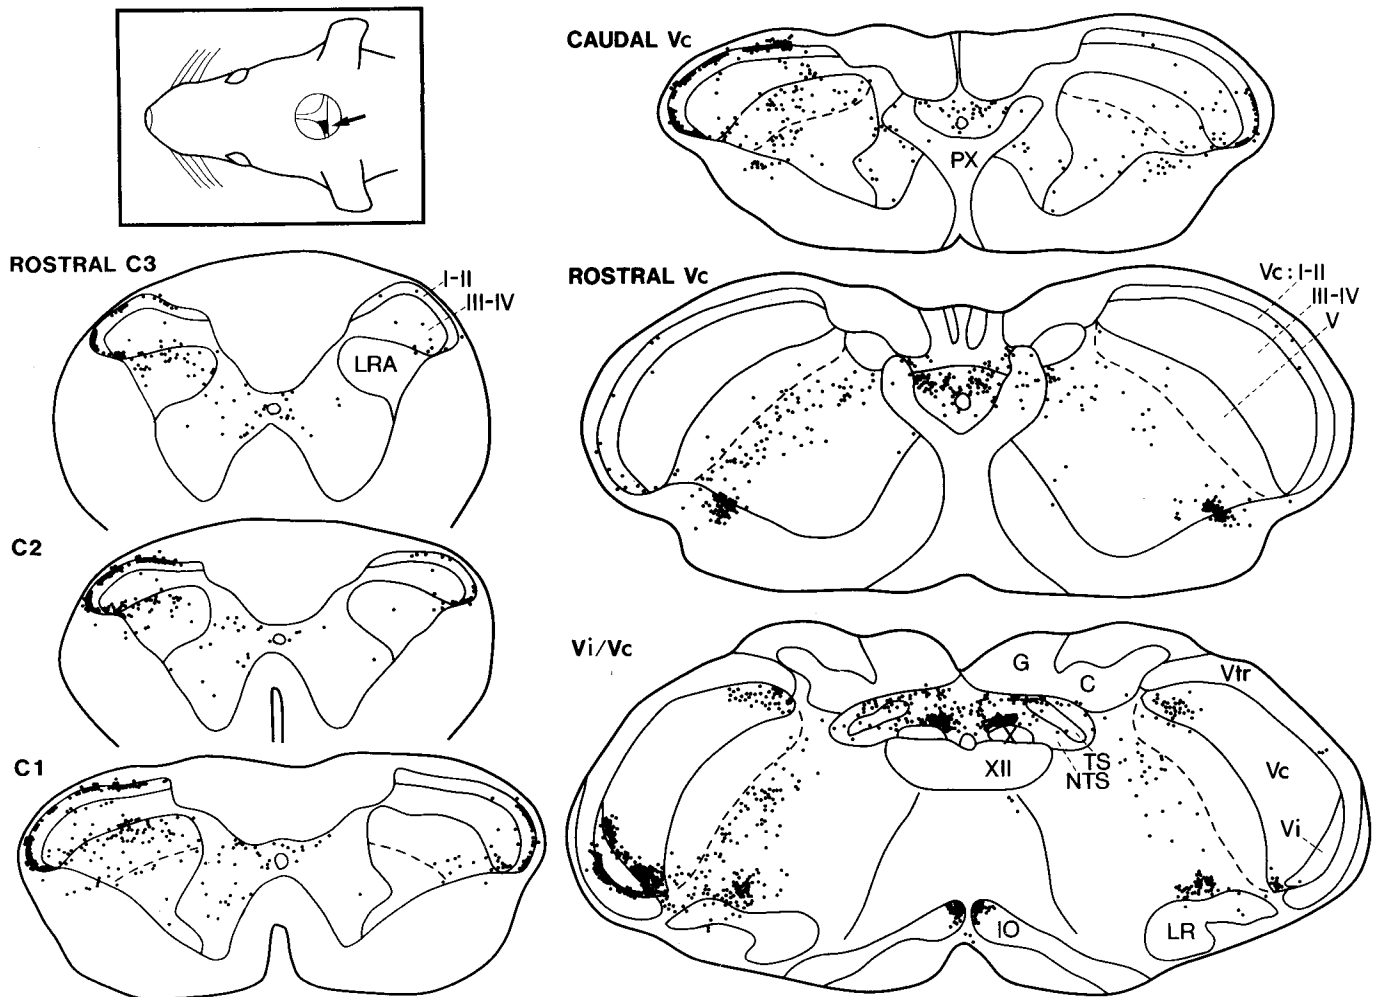 CAUDAL Vc
PX
ROSTRAL C3
I-II
III-IV
LRA
ROSTRAL Vc
Vc: I-II
III-IV
V
C2
Vi/Vc
G
C
Vtr
X
TS
NTS
XII
Vc
Vi
C1
IO
LR